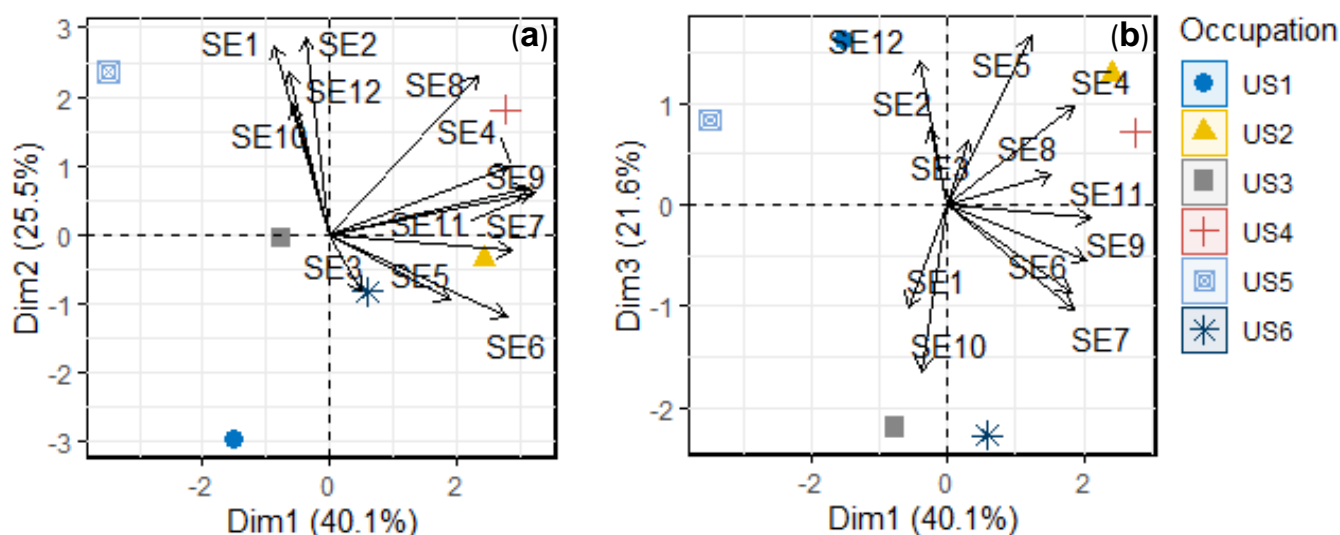 (a)
SE1
SE2
SE12
SE8
SE10
SE4
SE9
SE11
SE7
SE3
SE5
SE6
3
2
1
0
-1
-2
-3
Dim2 (25.5%)
-2
0
2
Dim1 (40.1%)
(b)
SE12
SE5
SE2
SE4
SE3
SE8
SE11
SE9
SE6
SE1
SE7
SE10
1
0
-1
-2
Dim3 (21.6%)
-2
0
2
Dim1 (40.1%)
Occupation
US1
US2
US3
US4
US5
US6